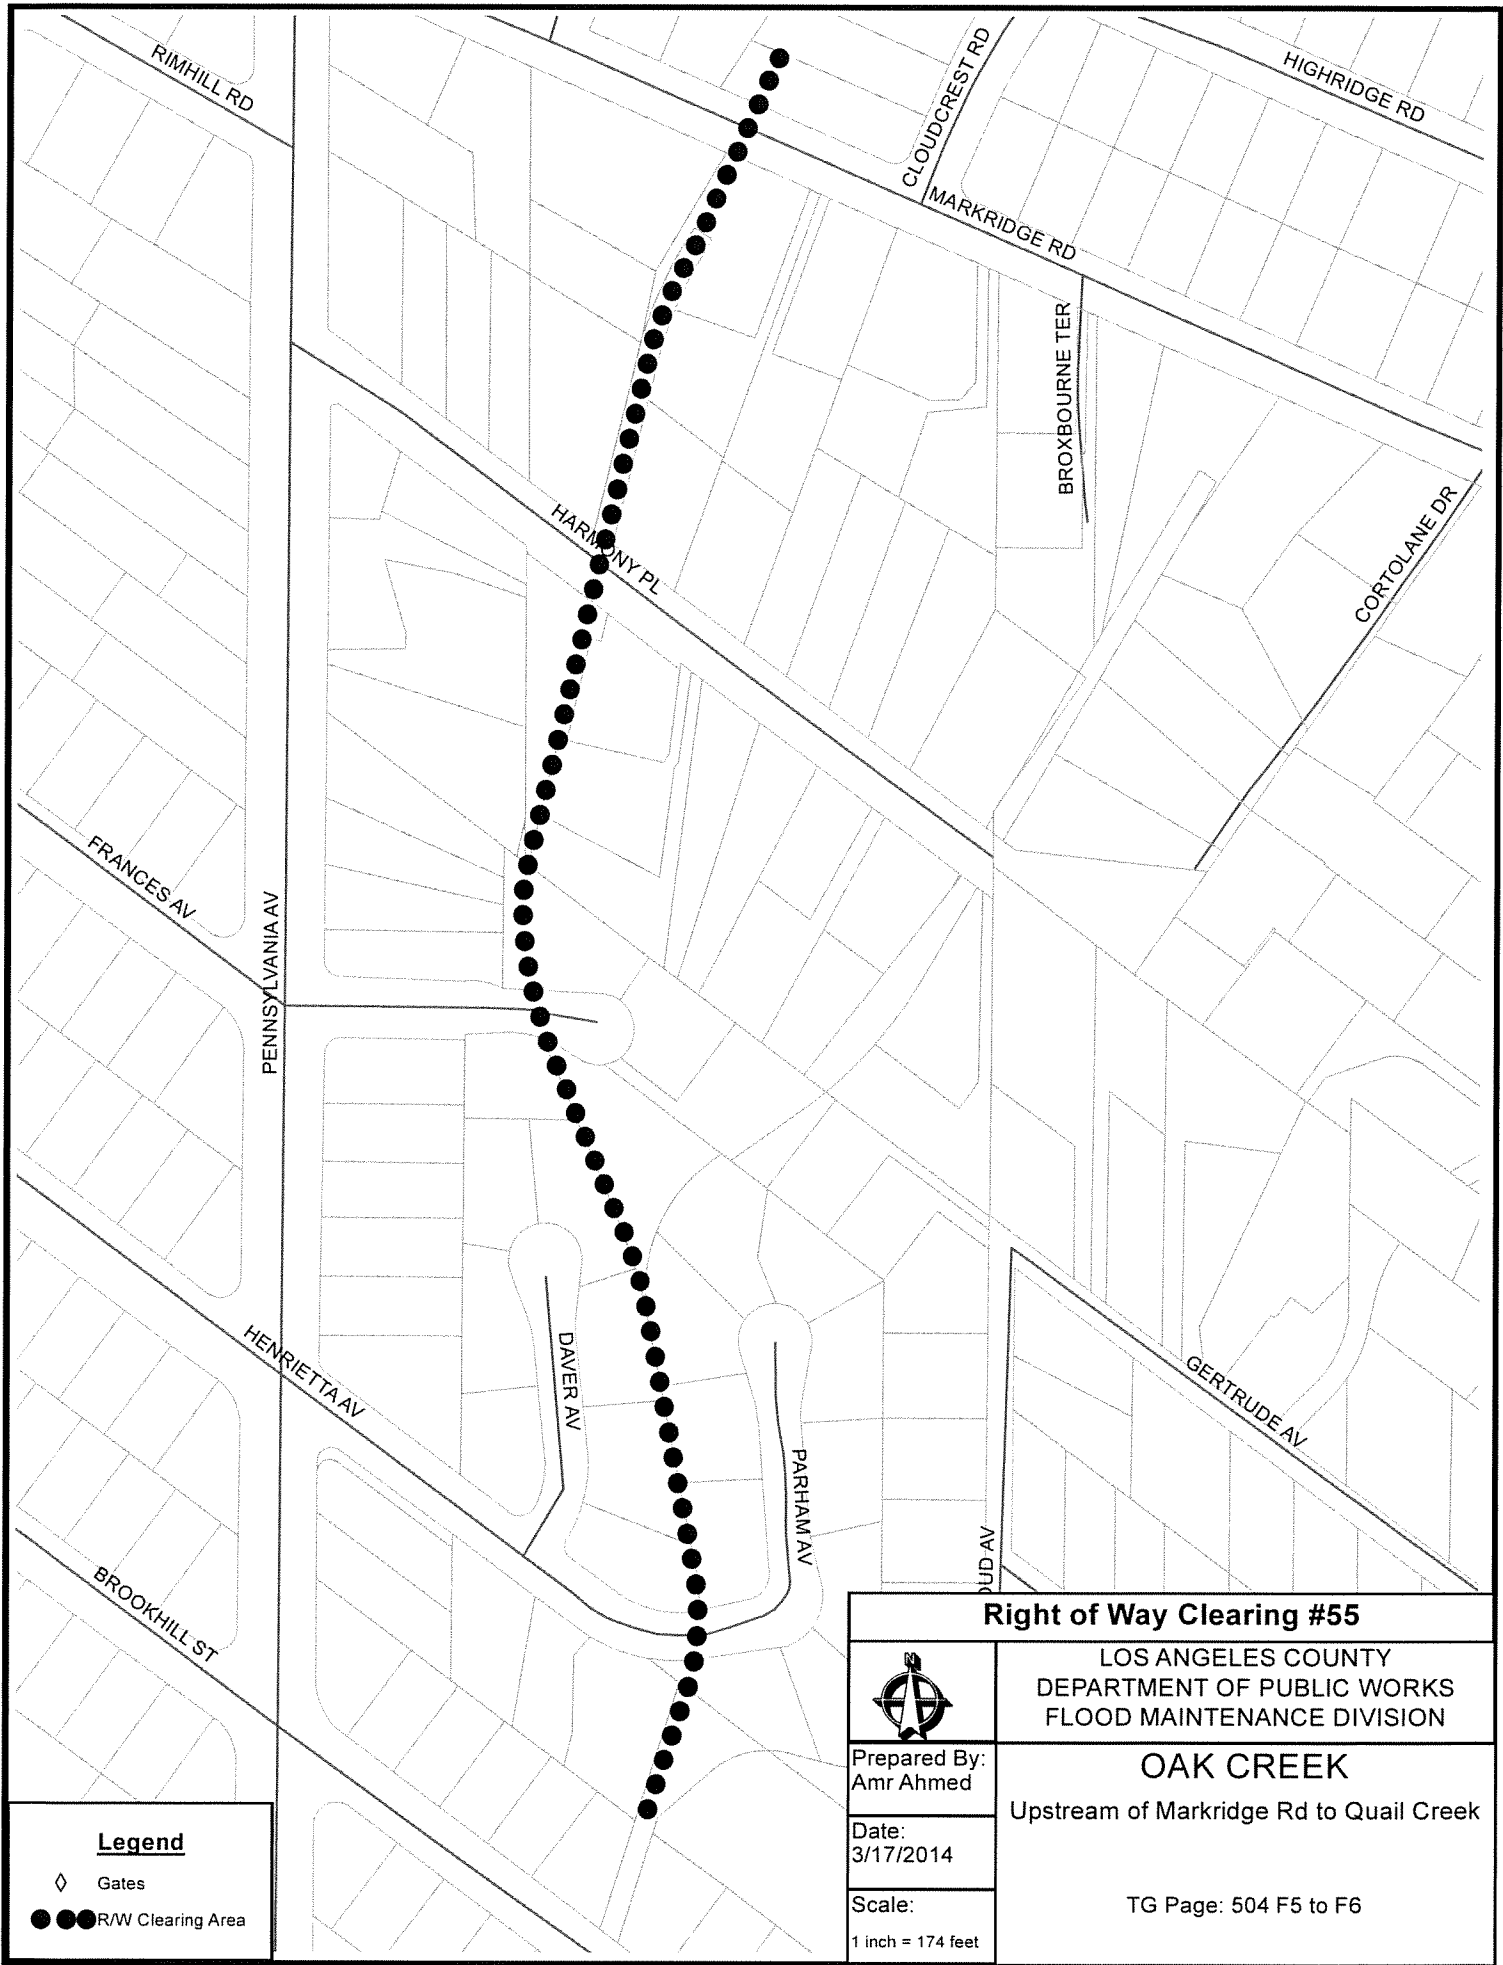 RIMHILL RD
CLOUDCREST RD
HIGHRIDGE RD
MARKRIDGE RD
BROXBOURNE TER
CORTOLANE DR
HARMONY PL
FRANCES AV
PENNSYLVANIA AV
HENRIETTA AV
DAVER AV
PARHAM AV
GERTRUDE AV
OUD AV
BROOKHILL ST
Right of Way Clearing #55
N
LOS ANGELES COUNTY
DEPARTMENT OF PUBLIC WORKS
FLOOD MAINTENANCE DIVISION
Prepared By:
Amr Ahmed
OAK CREEK
Upstream of Markridge Rd to Quail Creek
Date:
3/17/2014
TG Page: 504 F5 to F6
Scale:
1 inch = 174 feet
Legend
Gates
R/W Clearing Area